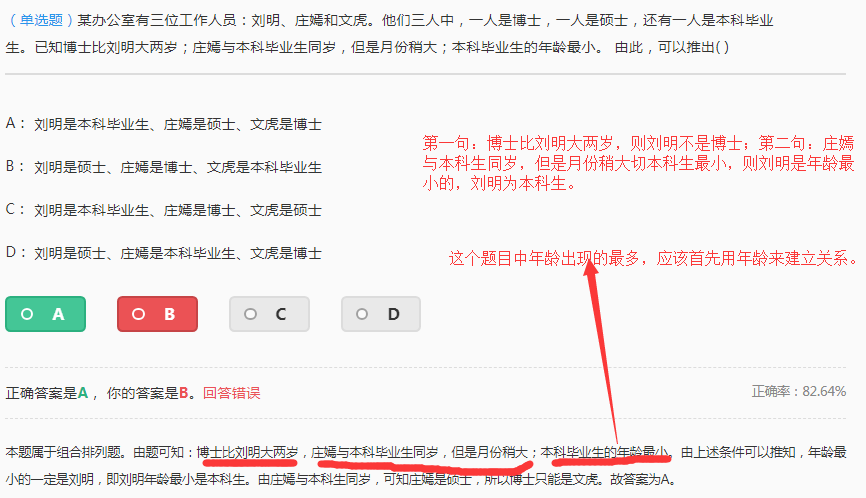 （单选题）某办公室有三位工作人员：刘明、庄嫣和文虎。他们三人中，一人是博士，一人是硕士，还有一人是本科毕业
生。已知博士比刘明大两岁；庄嫣与本科毕业生同岁，但是月份稍大；本科毕业生的年龄最小。 由此，可以推出( )
A： 刘明是本科毕业生、庄嫣是硕士、文虎是博士
B： 刘明是硕士、庄嫣是博士、文虎是本科毕业生
C： 刘明是本科毕业生、庄嫣是博士、文虎是硕士
D： 刘明是硕士、庄嫣是本科毕业生、文虎是博士
第一句：博士比刘明大两岁，则刘明不是博士；第二句：庄嫣
与本科生同岁，但是月份稍大切本科生最小，则刘明是年龄最
小的，刘明为本科生。
这个题目中年龄出现的最多，应该首先用年龄来建立关系。
A B C D
正确答案是A， 你的答案是B。回答错误
正确率：82.64%
本题属于组合排列题。由题可知：博士比刘明大两岁，庄嫣与本科毕业生同岁，但是月份稍大；本科毕业生的年龄最小。由上述条件可以推知，年龄最
小的一定是刘明，即刘明年龄最小是本科生。由庄嫣与本科生同岁，可知庄嫣是硕士，所以博士只能是文虎。故答案为A。